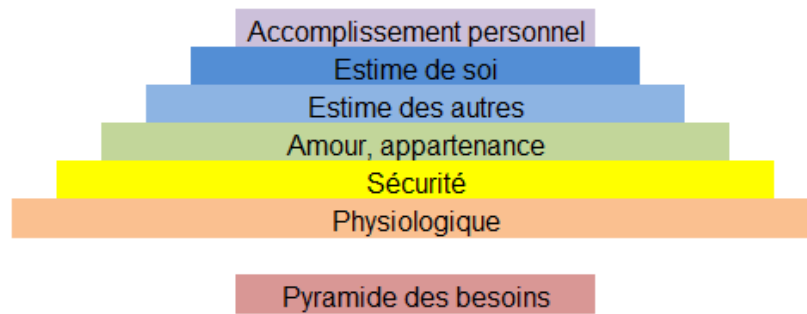 Accomplissement personnel
Estime de soi
Estime des autres
Amour, appartenance
Sécurité
Physiologique
Pyramide des besoins